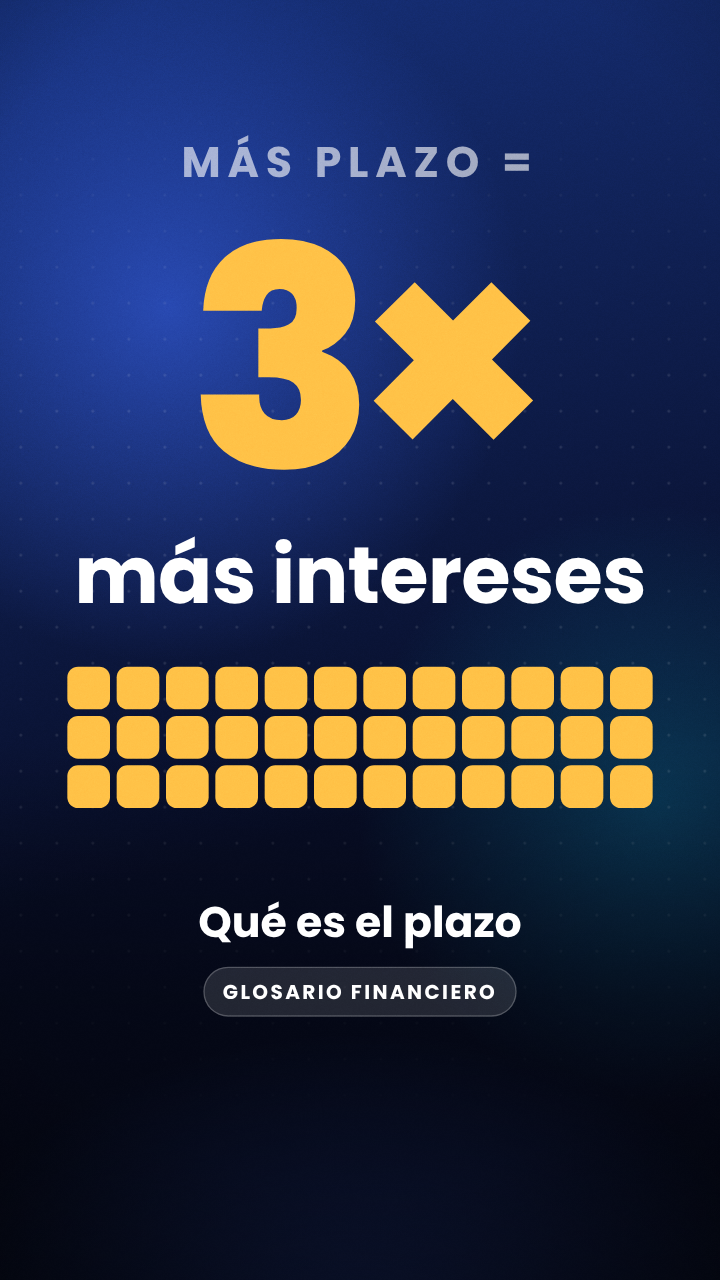 MÁS PLAZO =
3×
más intereses
Qué es el plazo
GLOSARIO FINANCIERO